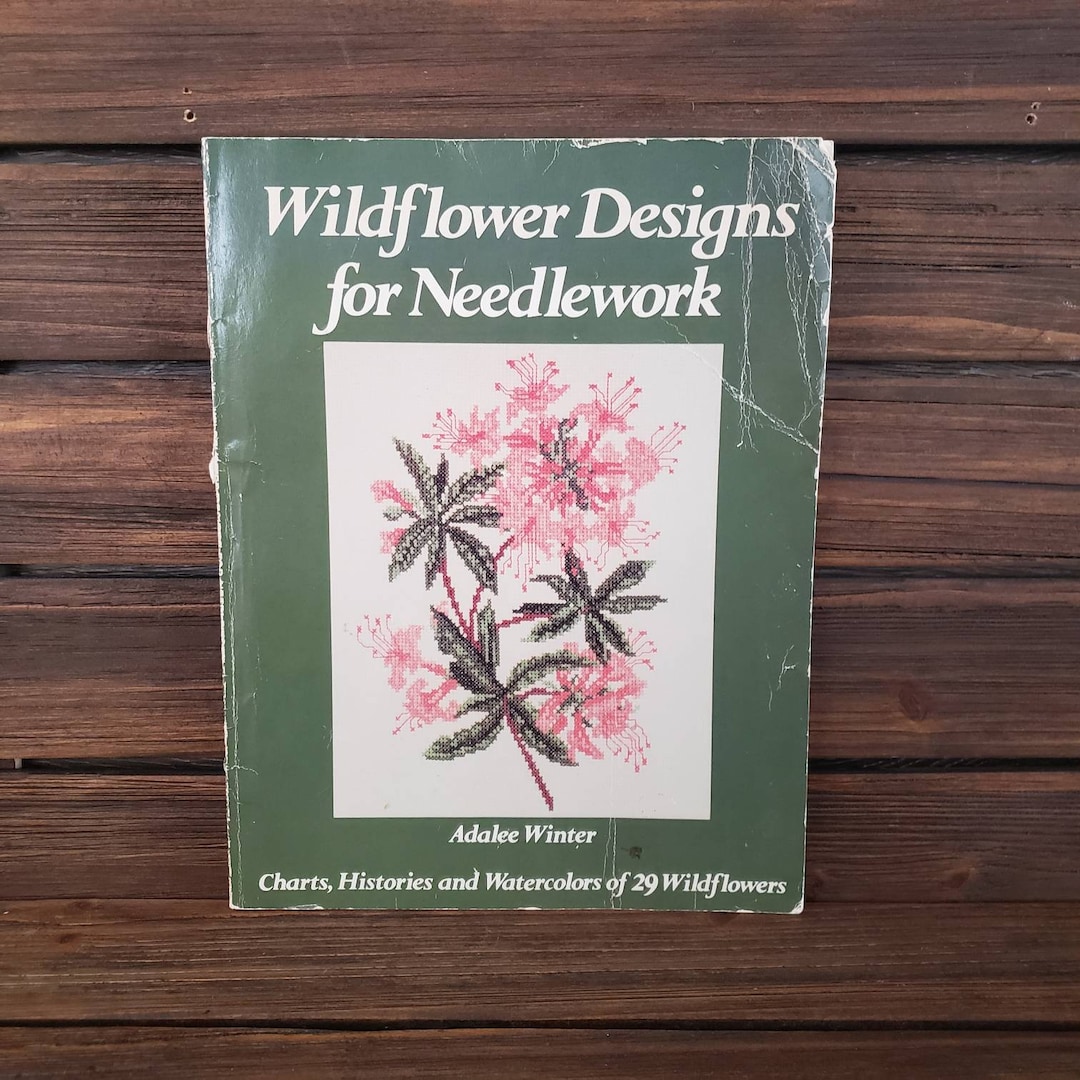 Wildflower Designs
for Needlework
Adalee Winter
Charts, Histories and Watercolors of 29 Wildflowers